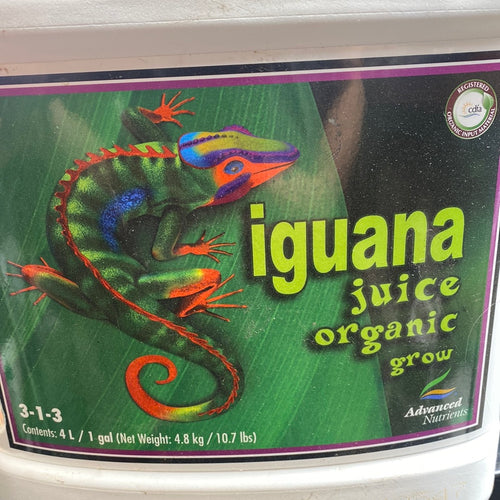 REGISTERED
cdfa
ORGANIC INPUT MATERIAL
iguana
juice
organic
grow
3-1-3
Contents: 4 L / 1 gal (Net Weight: 4.8 kg / 10.7 lbs)
Advanced
Nutrients